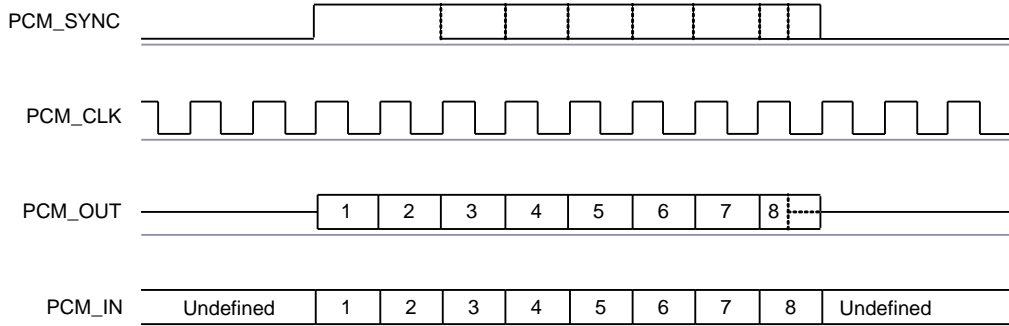 PCM_SYNC
PCM_CLK
PCM_OUT 1 2 3 4 5 6 7 8
PCM_IN Undefined 1 2 3 4 5 6 7 8 Undefined